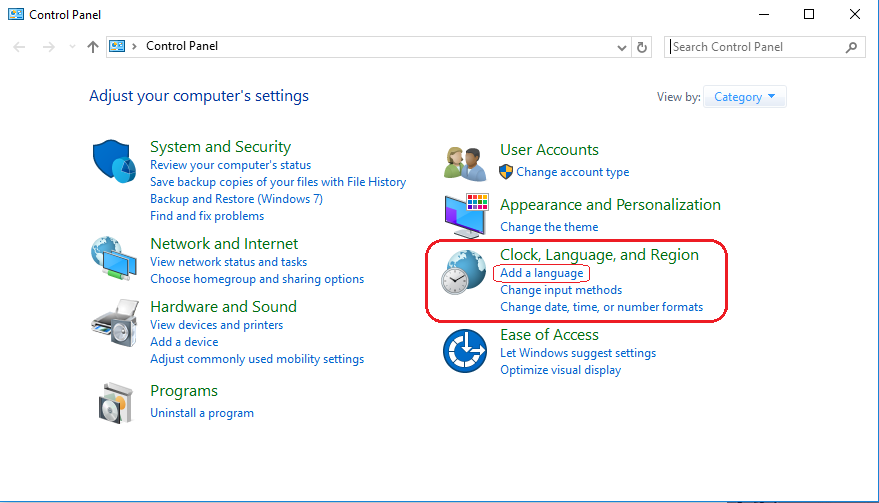 Control Panel
Control Panel
Search Control Panel
Adjust your computer's settings
View by: Category
System and Security
Review your computer's status
Save backup copies of your files with File History
Backup and Restore (Windows 7)
Find and fix problems
Network and Internet
View network status and tasks
Choose homegroup and sharing options
Hardware and Sound
View devices and printers
Add a device
Adjust commonly used mobility settings
Programs
Uninstall a program
User Accounts
Change account type
Appearance and Personalization
Change the theme
Clock, Language, and Region
Add a language
Change input methods
Change date, time, or number formats
Ease of Access
Let Windows suggest settings
Optimize visual display